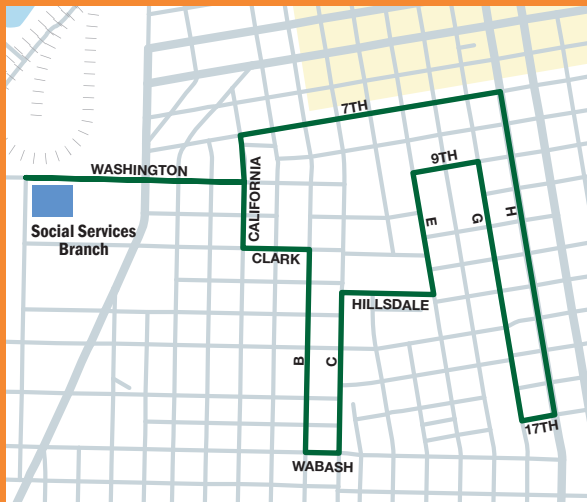 7TH
9TH
WASHINGTON
CALIFORNIA
E
G
H
Social Services
Branch
CLARK
HILLSDALE
B
C
17TH
WABASH